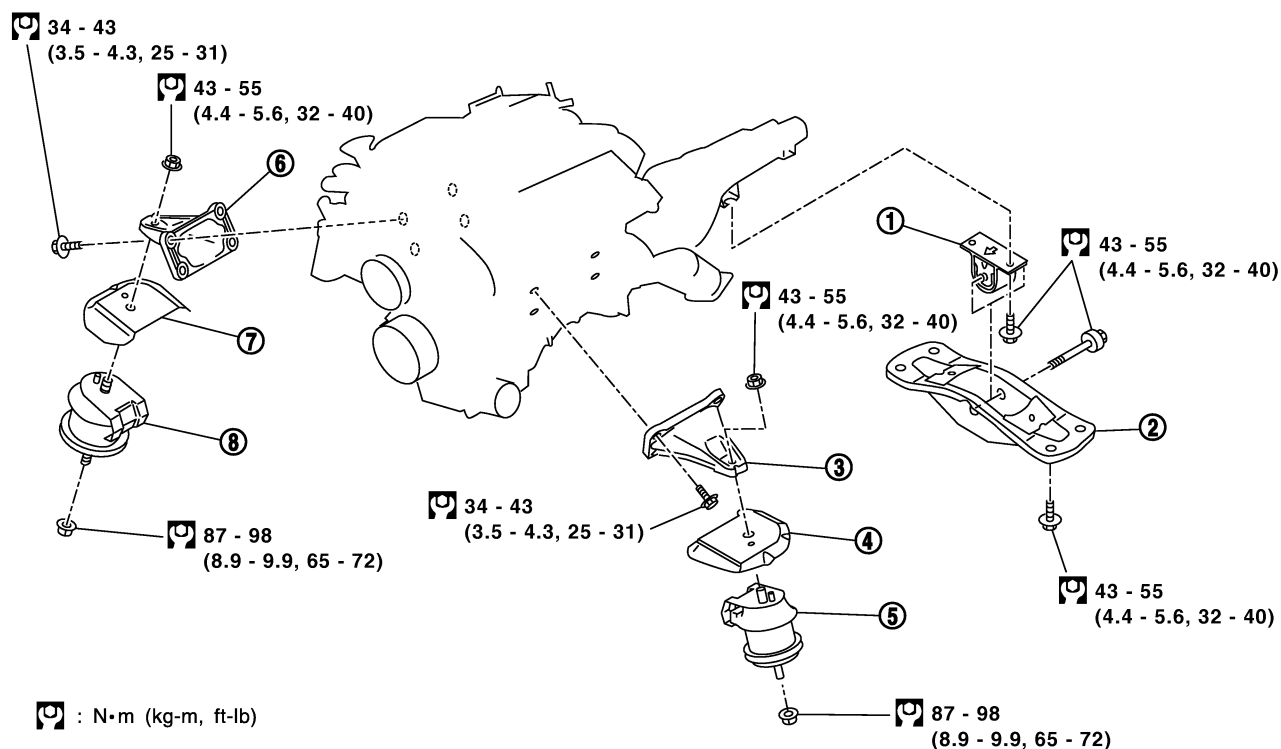 34 - 43
(3.5 - 4.3, 25 - 31)
43 - 55
(4.4 - 5.6, 32 - 40)
6
1
43 - 55
(4.4 - 5.6, 32 - 40)
43 - 55
(4.4 - 5.6, 32 - 40)
7
2
8
3
34 - 43
(3.5 - 4.3, 25 - 31)
87 - 98
(8.9 - 9.9, 65 - 72)
4
43 - 55
(4.4 - 5.6, 32 - 40)
5
87 - 98
(8.9 - 9.9, 65 - 72)
: N•m (kg-m, ft-lb)